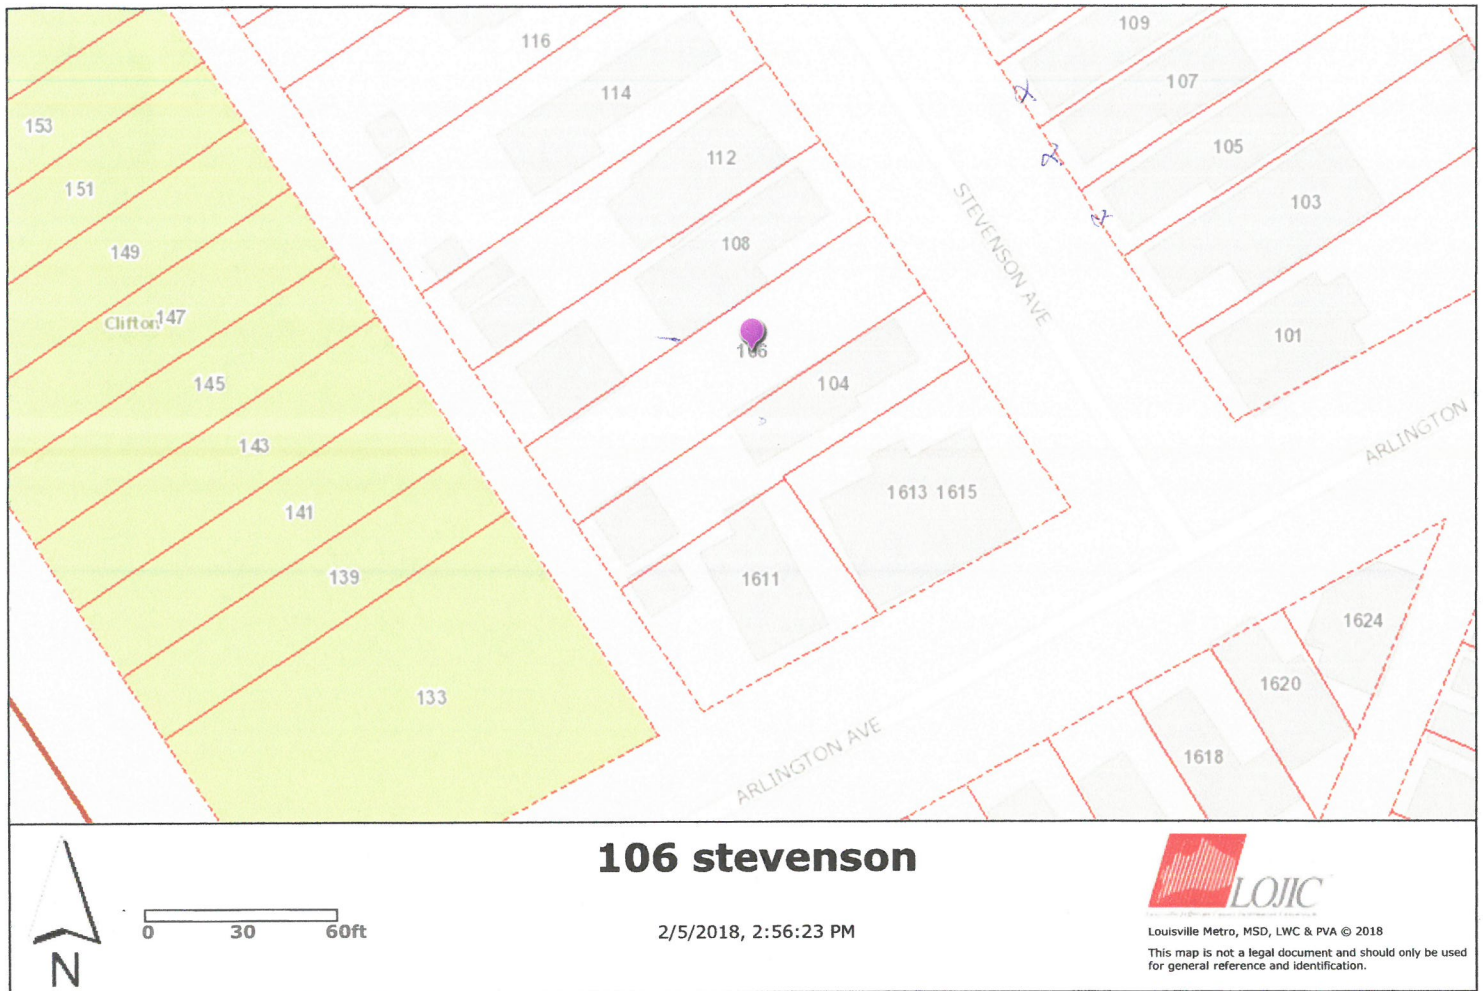 116
109
114
107
153
112
105
151
103
108
149
STEVENSON AVE
Clifton
147
101
106
145
104
ARLINGTON
143
1613 1615
141
139
1611
1624
133
1620
1618
ARLINGTON AVE
106 stevenson
LOJIC
0 30 60ft
2/5/2018, 2:56:23 PM
Louisville Metro, MSD, LWC & PVA © 2018
This map is not a legal document and should only be used
for general reference and identification.
N